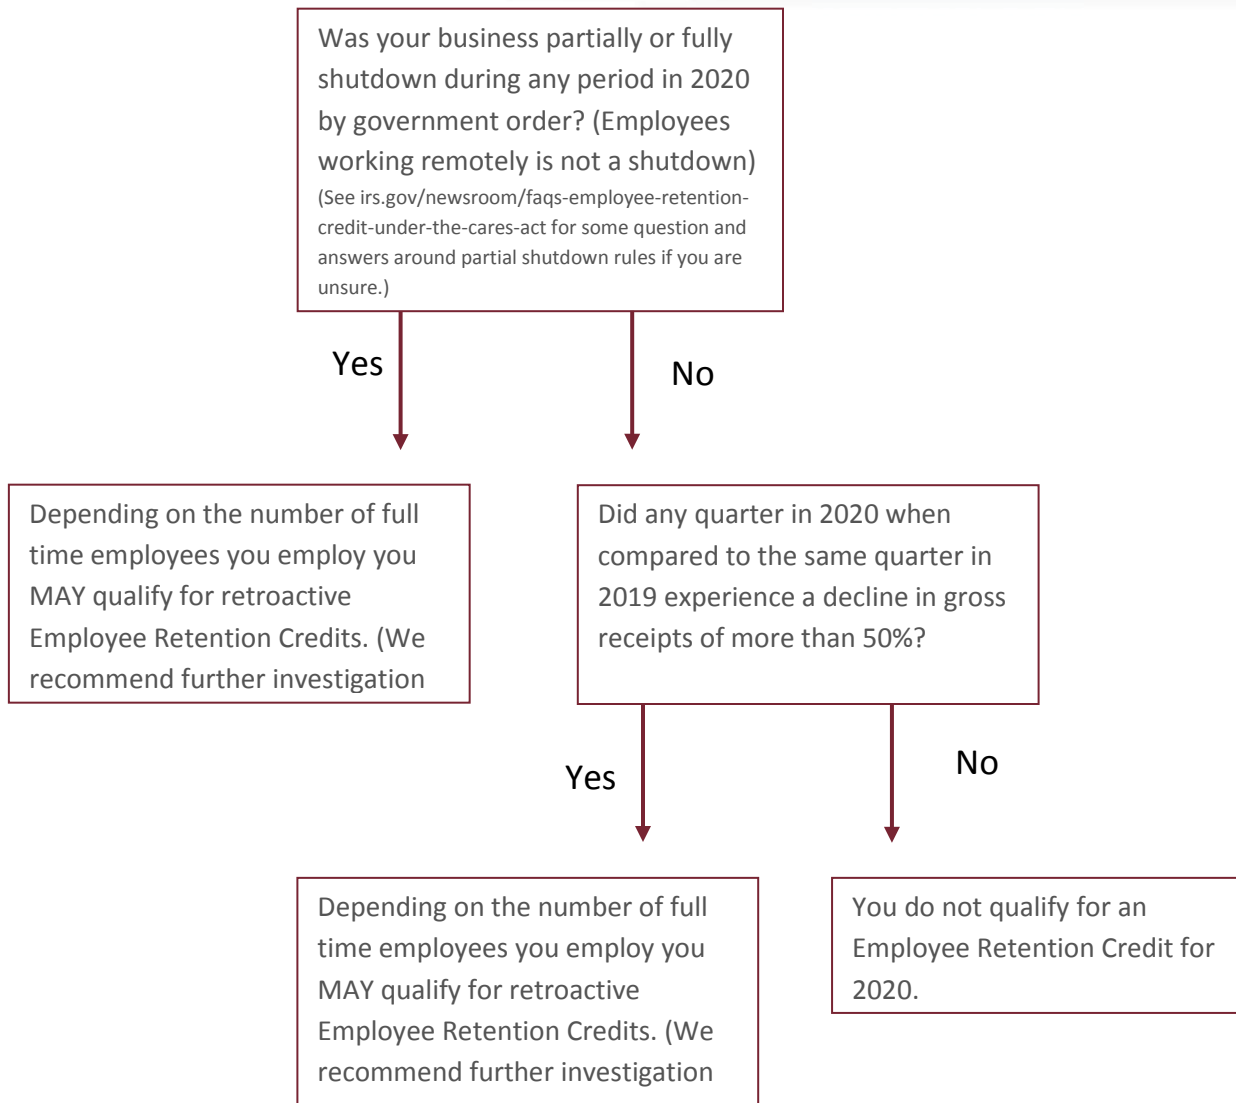 Was your business partially or fully
shutdown during any period in 2020
by government order? (Employees
working remotely is not a shutdown)
(See irs.gov/newsroom/faqs-employee-retention-
credit-under-the-cares-act for some question and
answers around partial shutdown rules if you are
unsure.)
Yes
No
Depending on the number of full
time employees you employ you
MAY qualify for retroactive
Employee Retention Credits. (We
recommend further investigation
Did any quarter in 2020 when
compared to the same quarter in
2019 experience a decline in gross
receipts of more than 50%?
Yes
No
Depending on the number of full
time employees you employ you
MAY qualify for retroactive
Employee Retention Credits. (We
recommend further investigation
You do not qualify for an
Employee Retention Credit for
2020.